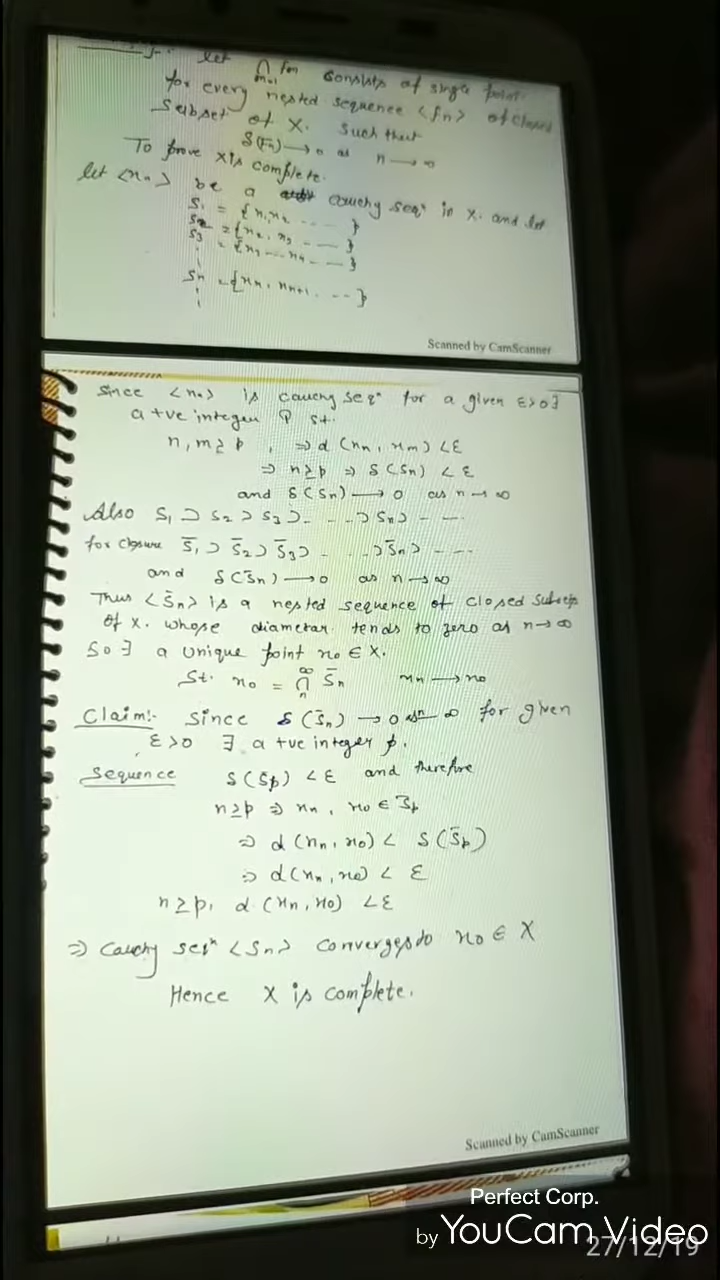 let ∩ Fn consists of single point.
for every nested sequence <Fn> of closed
subset of X. Such that
δ(Fn) → 0 as n → ∞
To prove X is complete.
let <xn> be a cauchy seqⁿ in X. and let
S1 = {x1, x2 ... }
S2 = {x2, x3 ... }
S3 = {x3 ... x4 ... }
Sn = {xn, xn+1 ... }
Scanned by CamScanner
Since <xn> is cauchy seqⁿ for a given ε>0 ∃
a +ve integer P st.
n, m ≥ p, ⇒ d(xn, xm) < ε
⇒ n ≥ p ⇒ δ(Sn) < ε
and δ(Sn) → 0 as n → ∞
Also S1 ⊃ S2 ⊃ S3 ⊃ ... ⊃ Sn ⊃ ...
for closure S̄1 ⊃ S̄2 ⊃ S̄3 ⊃ ... ⊃ S̄n ⊃ ...
and δ(S̄n) → 0 as n → ∞
Thus <S̄n> is a nested sequence of closed subsets
of X. whose diametar tends to zero as n → ∞
So ∃ a unique point x0 ∈ X.
St. x0 = ∞∩n S̄n xn → x0
Claim:- Since δ(S̄n) → 0 as n ∞ for given
ε>0 ∃ a +ve integer p.
Sequence δ(S̄p) < ε and therefore
n ≥ p ⇒ xn, x0 ∈ S̄p
⇒ d(xn, x0) < δ(S̄p)
⇒ d(xn, x0) < ε
n ≥ p, d(xn, x0) < ε
⇒ Cauchy seqⁿ <Sn> converges to x0 ∈ X
Hence X is complete.
Scanned by CamScanner
Perfect Corp.
by YouCam Video
27/12/19